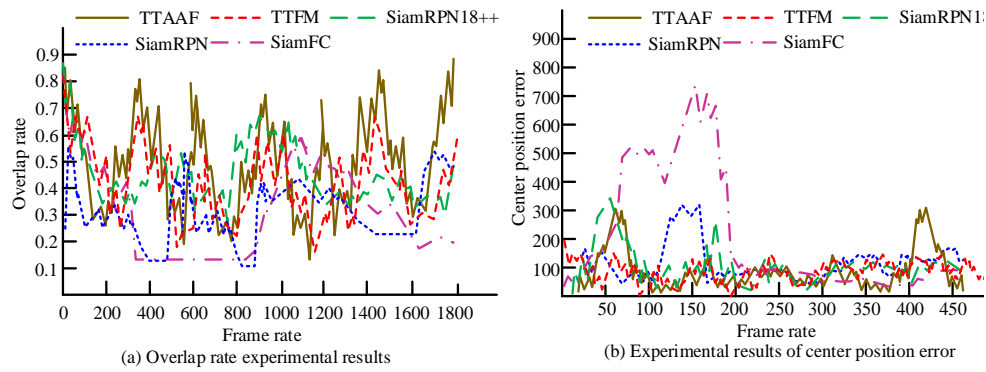 TTAAF TTFM SiamRPN18++
SiamRPN SiamFC
Overlap rate
0.9
0.8
0.7
0.6
0.5
0.4
0.3
0.2
0.1
0 200 400 600 800 1000 1200 1400 1600 1800
Frame rate
(a) Overlap rate experimental results
TTAAF TTFM SiamRPN18
SiamRPN SiamFC
Center position error
900
800
700
600
500
400
300
200
100
00
50 100 150 200 250 300 350 400 450
Frame rate
(b) Experimental results of center position error